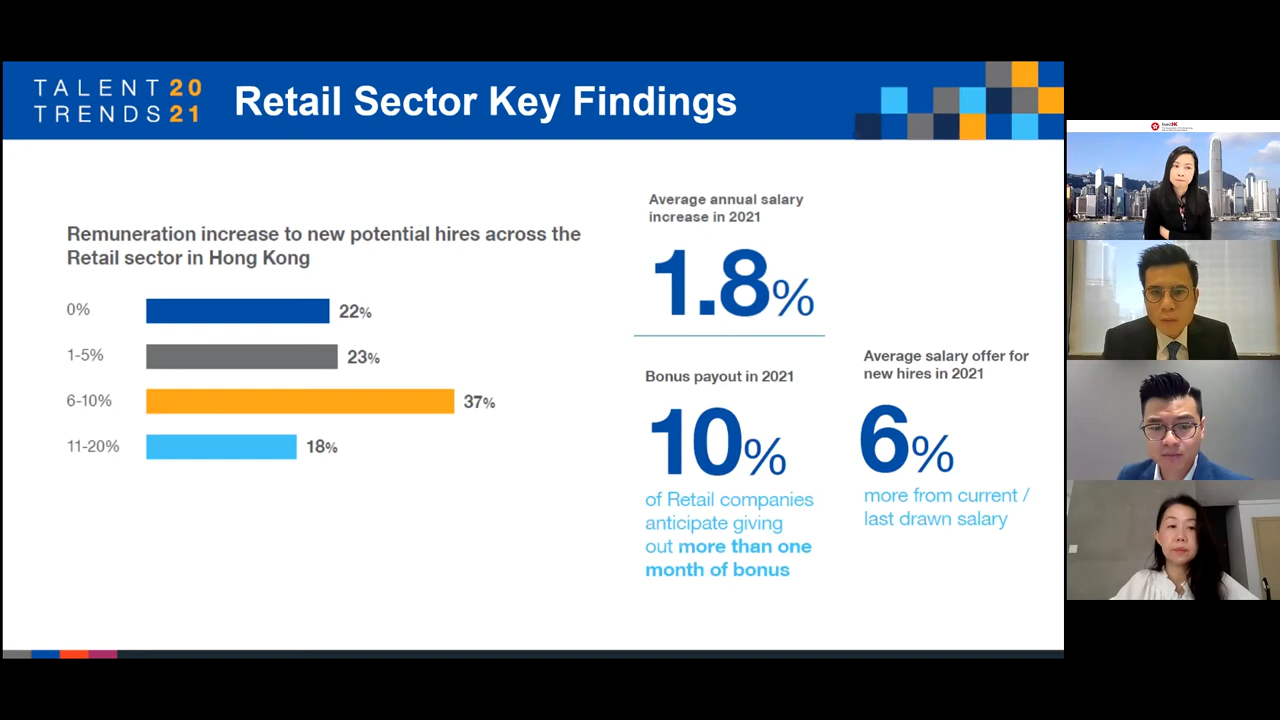 TALENT 20
TRENDS 21
Retail Sector Key Findings
Remuneration increase to new potential hires across the
Retail sector in Hong Kong
0%
22%
1-5%
23%
6-10%
37%
11-20%
18%
Average annual salary
increase in 2021
1.8%
Bonus payout in 2021
10%
of Retail companies
anticipate giving
out more than one
month of bonus
Average salary offer for
new hires in 2021
6%
more from current /
last drawn salary
InvestHK